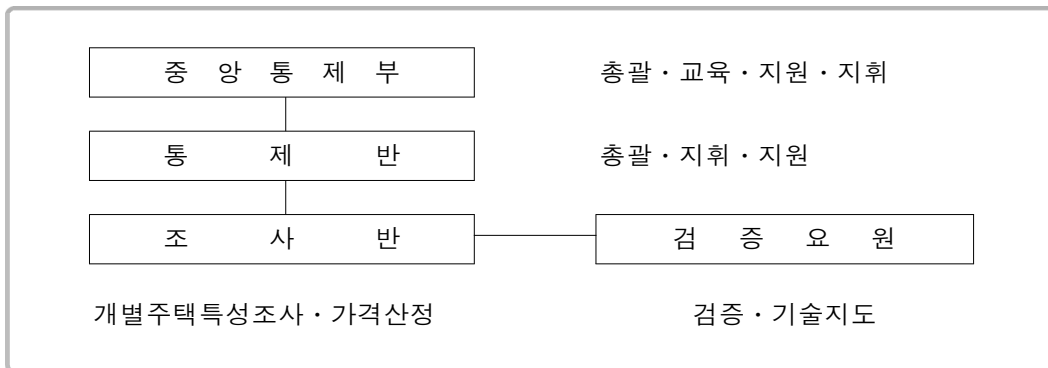 중 앙 통 제 부 총괄・교육・지원・지휘
통 제 반 총괄・지휘・지원
조 사 반 검 증 요 원
개별주택특성조사・가격산정 검증・기술지도